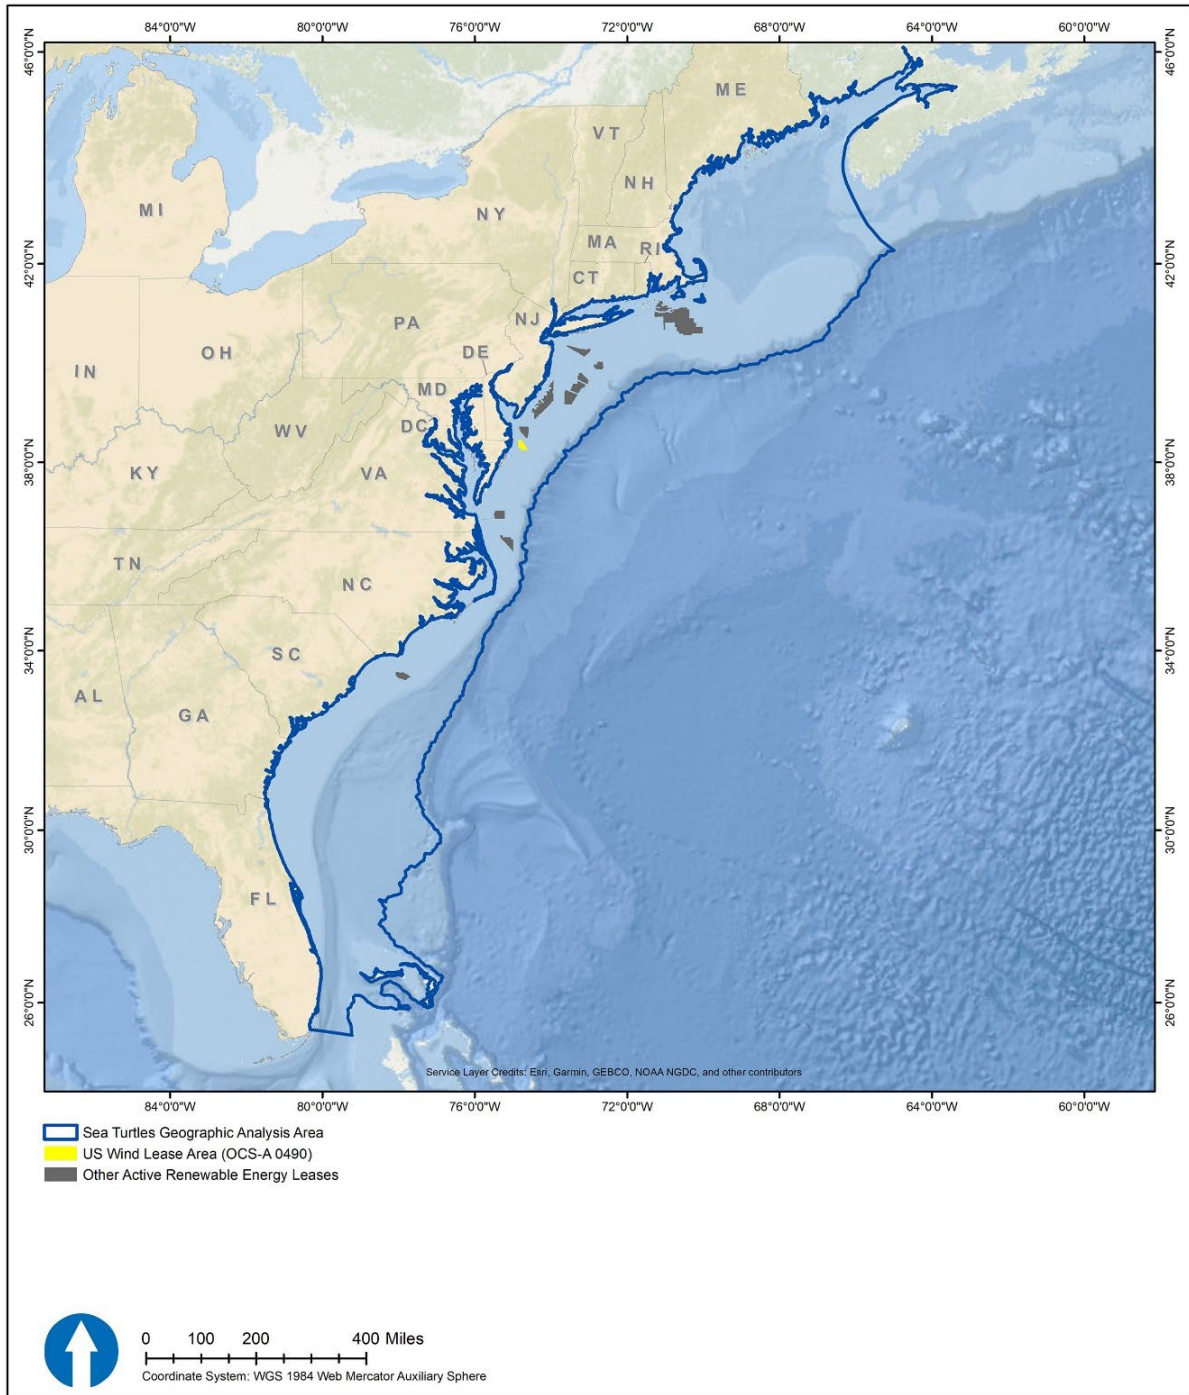 84°0'0"W 80°0'0"W 76°0'0"W 72°0'0"W 68°0'0"W 64°0'0"W 60°0'0"W
46°0'0"N 46°0'0"N
ME
VT
NH
MI
NY
MA RI
42°0'0"N 42°0'0"N
CT
NJ
PA
OH DE
IN
MD
DC
WV
38°0'0"N 38°0'0"N
KY VA
TN
NC
34°0'0"N 34°0'0"N
SC
AL
GA
30°0'0"N 30°0'0"N
FL
26°0'0"N 26°0'0"N
Service Layer Credits: Esri, Garmin, GEBCO, NOAA NGDC, and other contributors
84°0'0"W 80°0'0"W 76°0'0"W 72°0'0"W 68°0'0"W 64°0'0"W 60°0'0"W
Sea Turtles Geographic Analysis Area
US Wind Lease Area (OCS-A 0490)
Other Active Renewable Energy Leases
0 100 200 400 Miles
Coordinate System: WGS 1984 Web Mercator Auxiliary Sphere